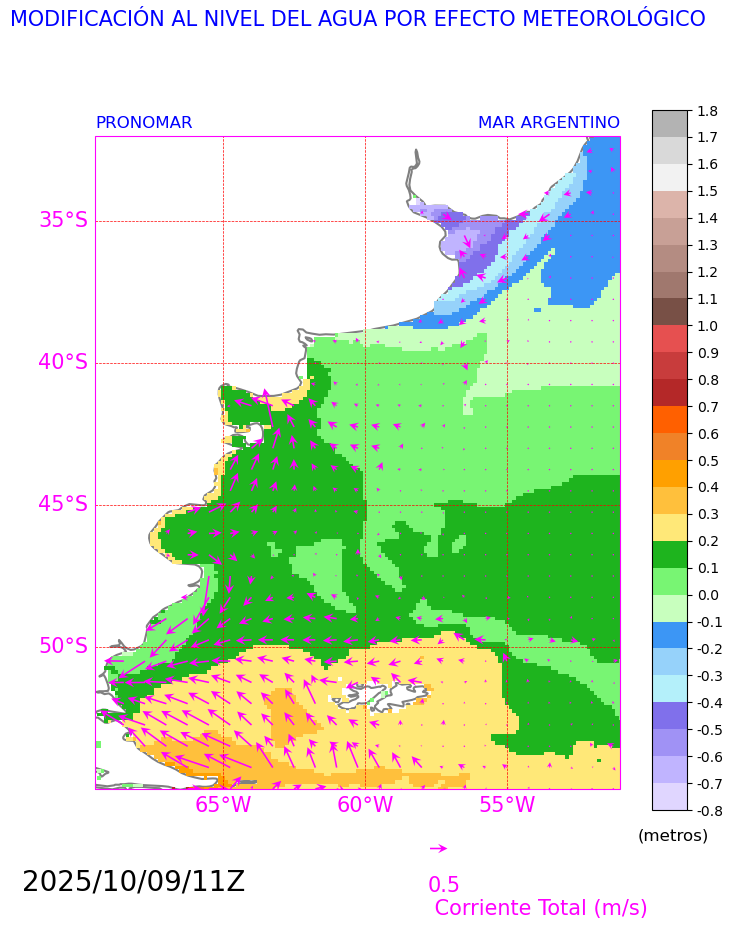 MODIFICACIÓN AL NIVEL DEL AGUA POR EFECTO METEOROLÓGICO
PRONOMAR
MAR ARGENTINO
35°S
40°S
45°S
50°S
65°W
60°W
55°W
1.8
1.7
1.6
1.5
1.4
1.3
1.2
1.1
1.0
0.9
0.8
0.7
0.6
0.5
0.4
0.3
0.2
0.1
0.0
-0.1
-0.2
-0.3
-0.4
-0.5
-0.6
-0.7
-0.8
(metros)
2025/10/09/11Z
0.5
Corriente Total (m/s)